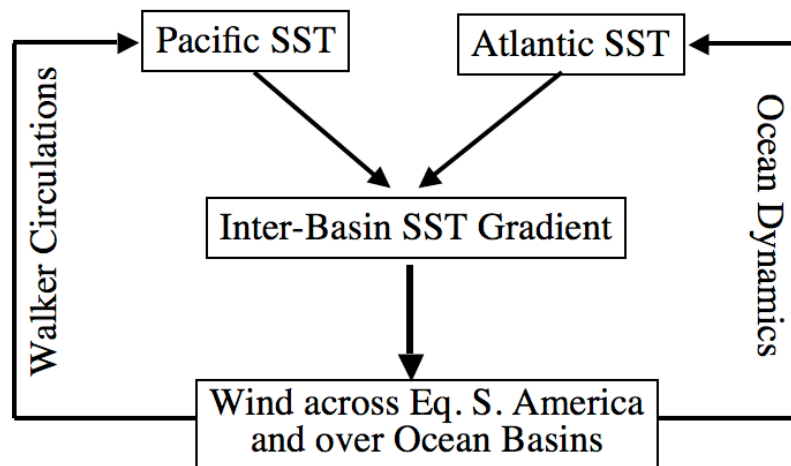 Pacific SST
Atlantic SST
Walker Circulations
Ocean Dynamics
Inter-Basin SST Gradient
Wind across Eq. S. America
and over Ocean Basins